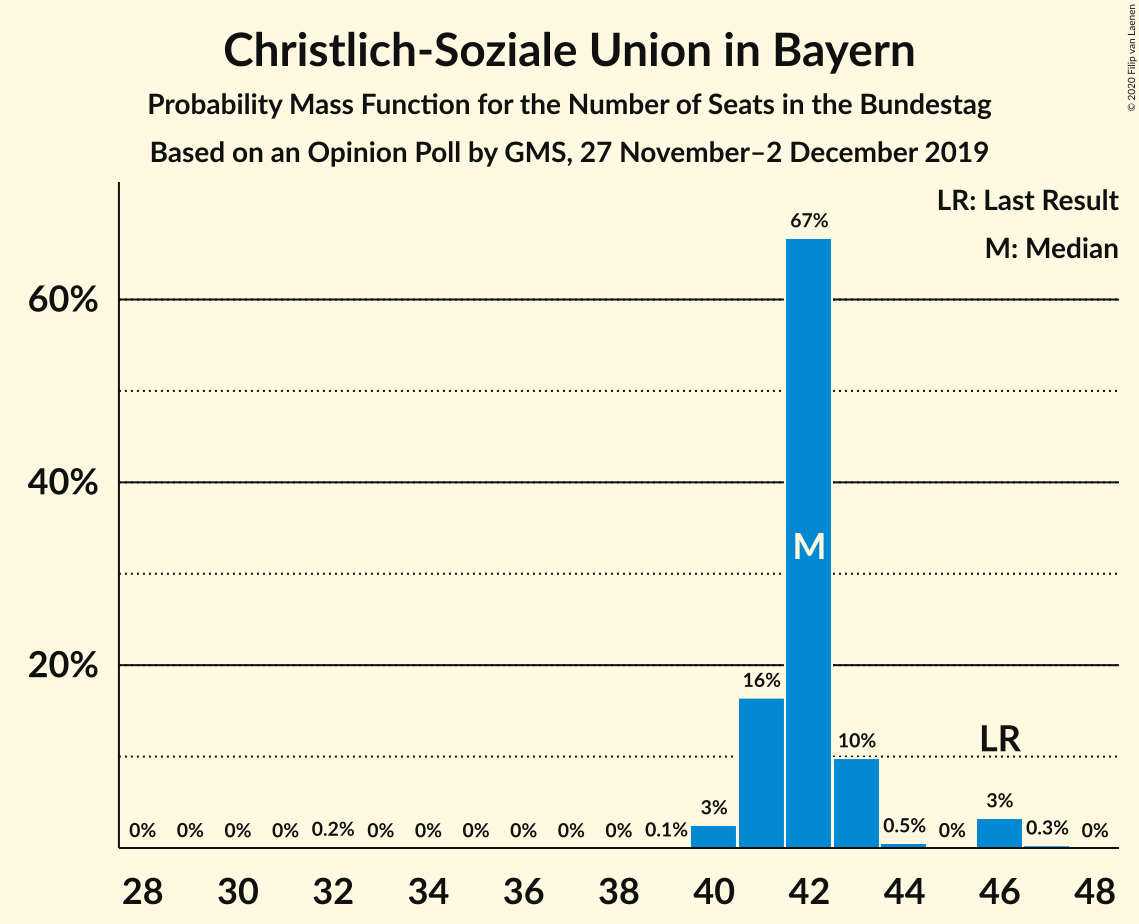 Christlich-Soziale Union in Bayern
Probability Mass Function for the Number of Seats in the Bundestag
Based on an Opinion Poll by GMS, 27 November–2 December 2019
© 2020 Filip van Laenen
LR: Last Result
M: Median
67%
60%
40%
M
20%
16%
10%
LR
0% 0% 0% 0% 0.2% 0% 0% 0% 0% 0% 0% 0.1% 3% 0.5% 0% 3% 0.3% 0%
28 30 32 34 36 38 40 42 44 46 48